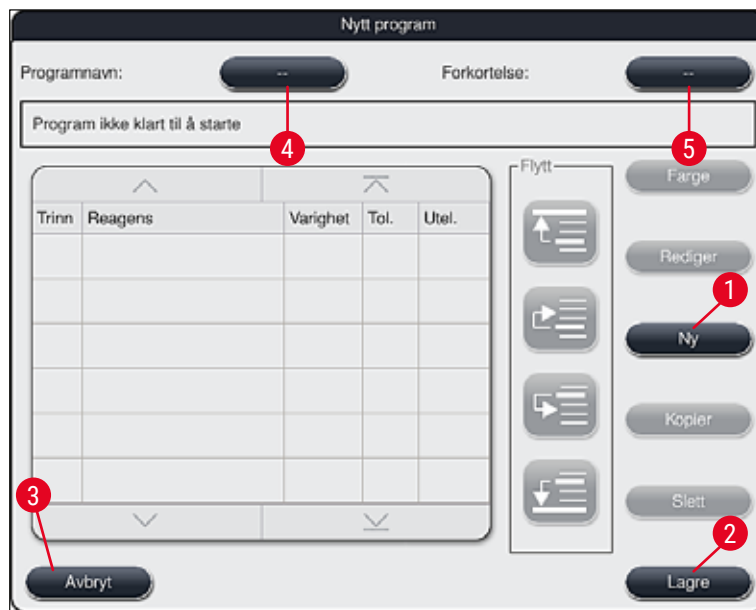 Nytt program
Programnavn: -- Forkortelse: --
4 5
Program ikke klart til å starte
Flytt Farge
Trinn Reagens Varighet Tol. Utel.
Rediger
1
Ny
Kopier
3 Slett
2
Avbryt Lagre